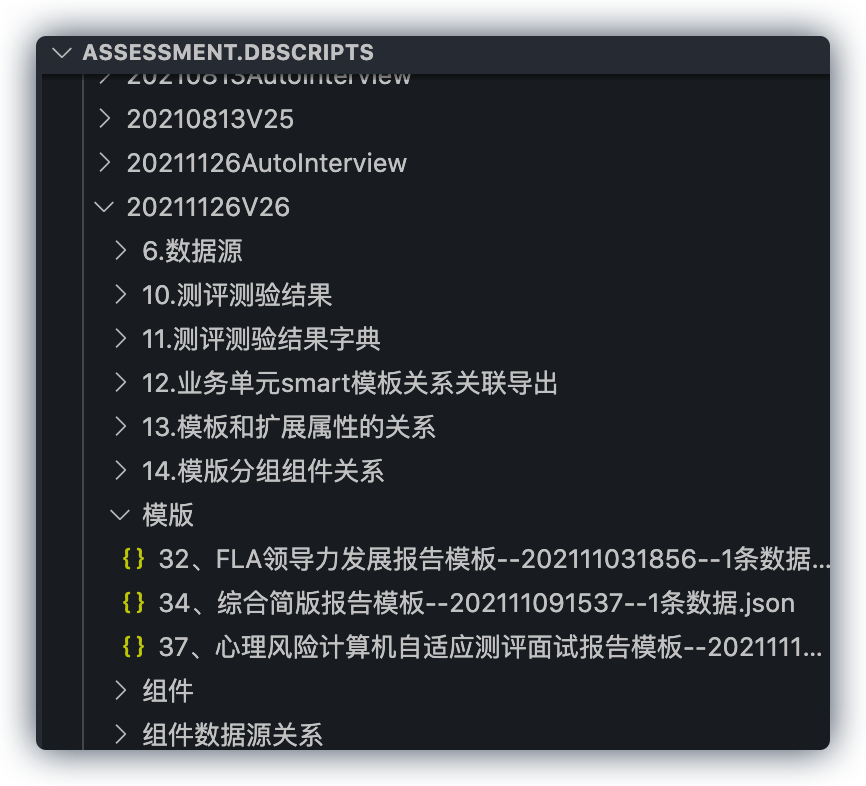 ASSESSMENT.DBSCRIPTS
20210813AutoInterview
20210813V25
20211126AutoInterview
20211126V26
6.数据源
10.测评测验结果
11.测评测验结果字典
12.业务单元smart模板关系关联导出
13.模板和扩展属性的关系
14.模版分组组件关系
模版
{} 32、FLA领导力发展报告模板--202111031856--1条数据...
{} 34、综合简版报告模板--202111091537--1条数据.json
{} 37、心理风险计算机自适应测评面试报告模板--2021111...
组件
组件数据源关系